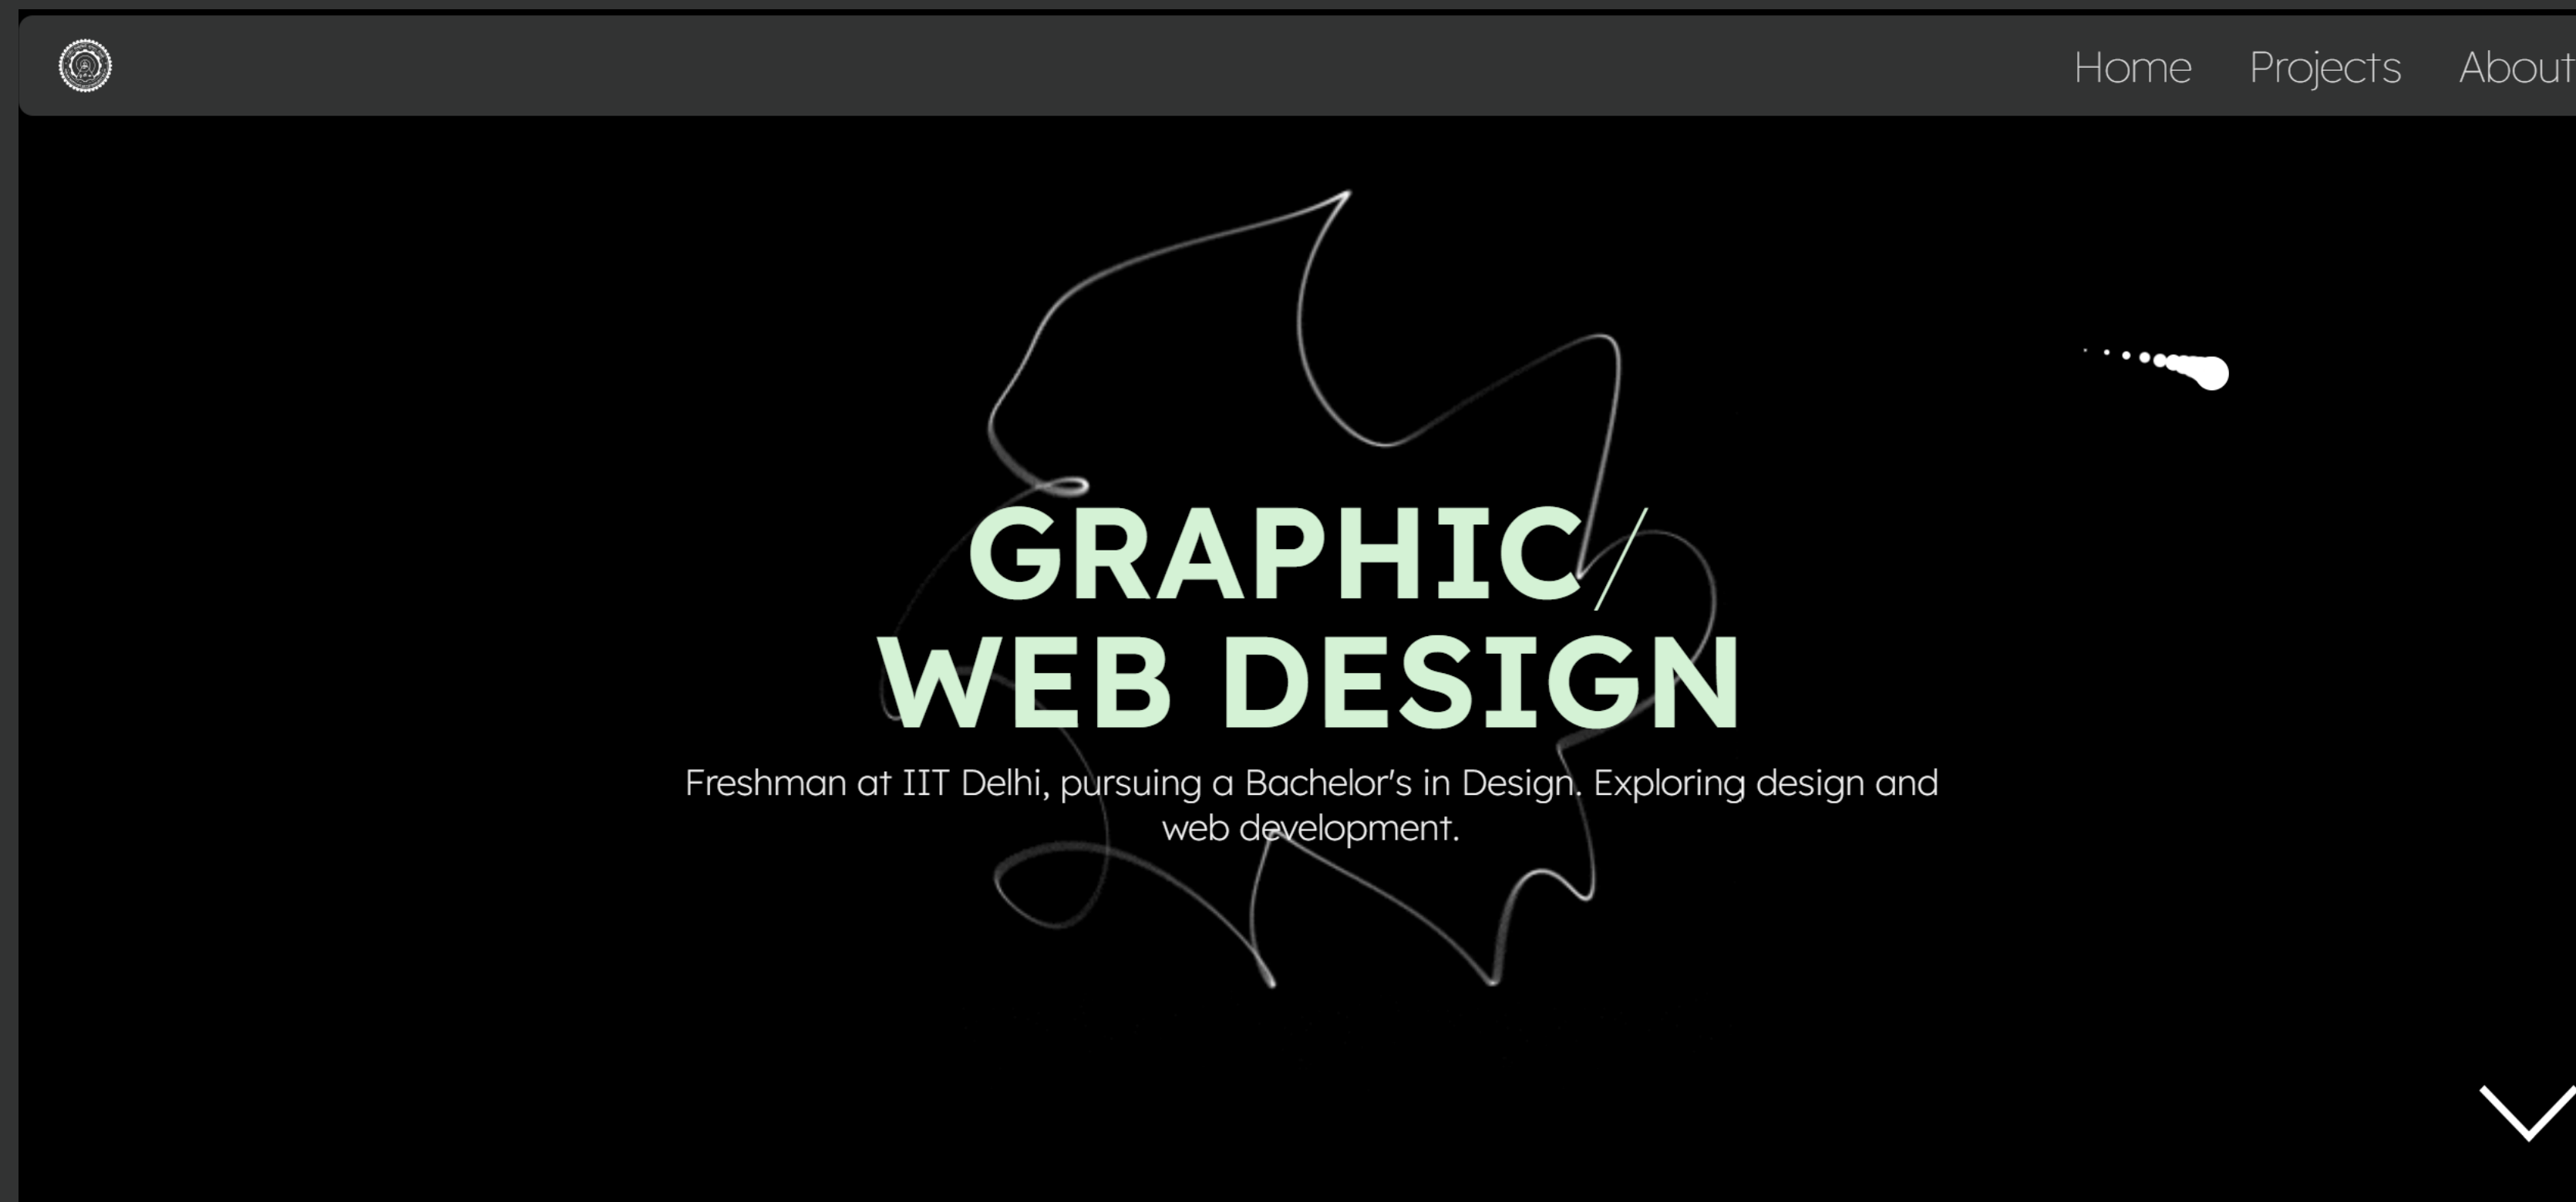 Home Projects About
GRAPHIC/
WEB DESIGN
Freshman at IIT Delhi, pursuing a Bachelor's in Design. Exploring design and
web development.